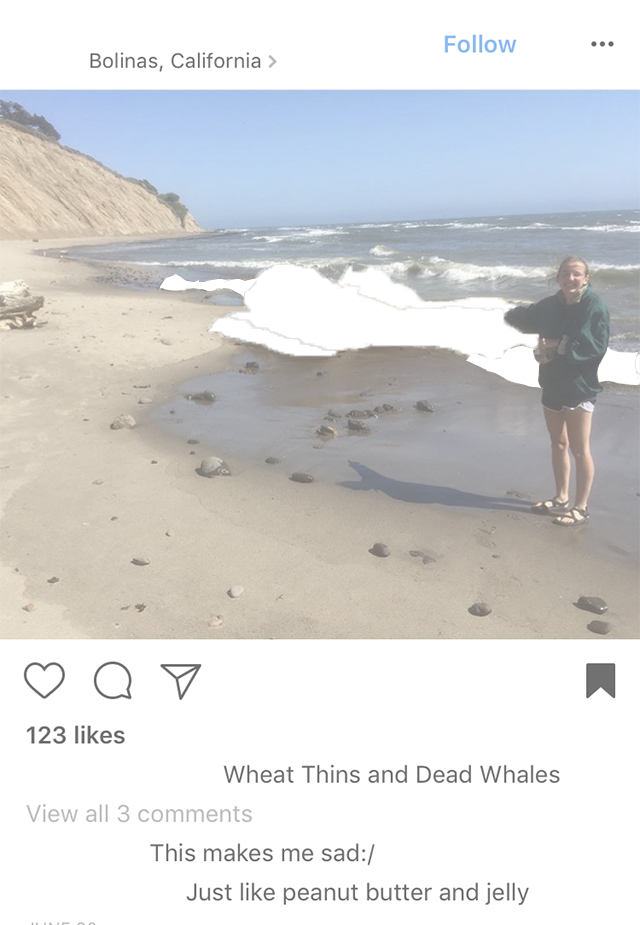 Follow
Bolinas, California
123 likes
Wheat Thins and Dead Whales
View all 3 comments
This makes me sad:/
Just like peanut butter and jelly